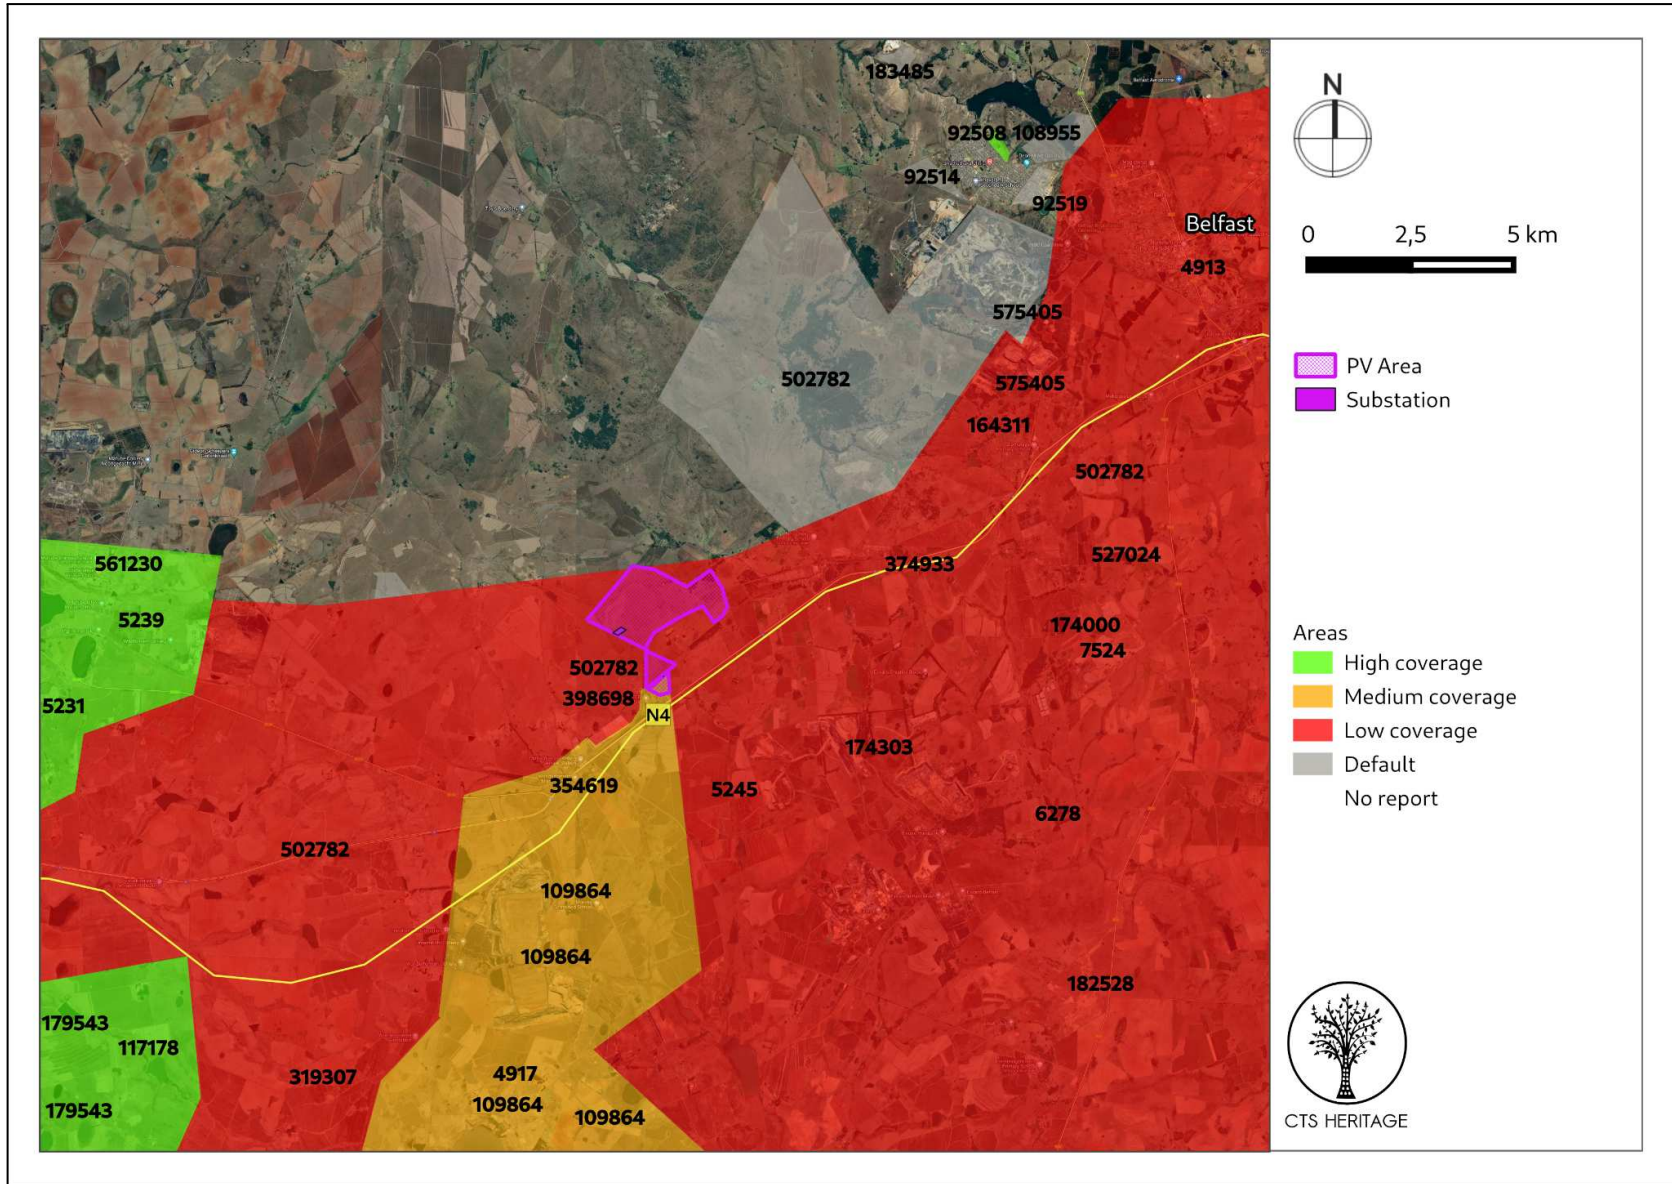 183485
92508 108955
92514
92519
Belfast
4913
575405
502782
575405
164311
502782
374933
527024
561230
5239
174000
7524
502782
398698
5231
N4
174303
354619
5245
6278
502782
109864
109864
182528
179543
117178
319307
4917
179543
109864
109864
N
0 2,5 5 km
PV Area
Substation
Areas
High coverage
Medium coverage
Low coverage
Default
No report
CTS HERITAGE